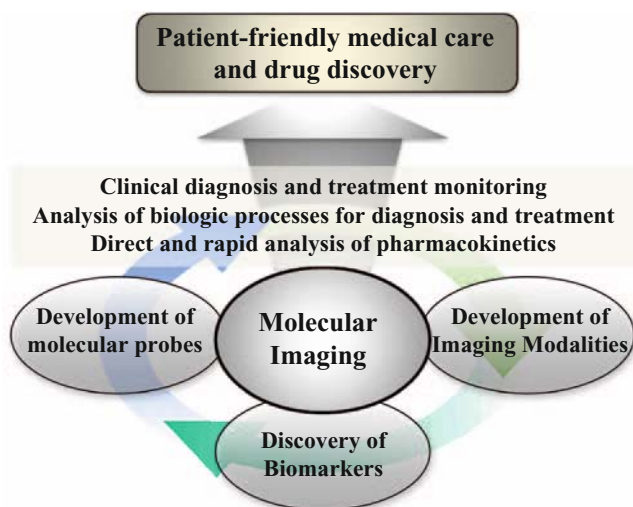 Patient-friendly medical care
and drug discovery
Clinical diagnosis and treatment monitoring
Analysis of biologic processes for diagnosis and treatment
Direct and rapid analysis of pharmacokinetics
Development of
molecular probes
Molecular
Imaging
Development of
Imaging Modalities
Discovery of
Biomarkers